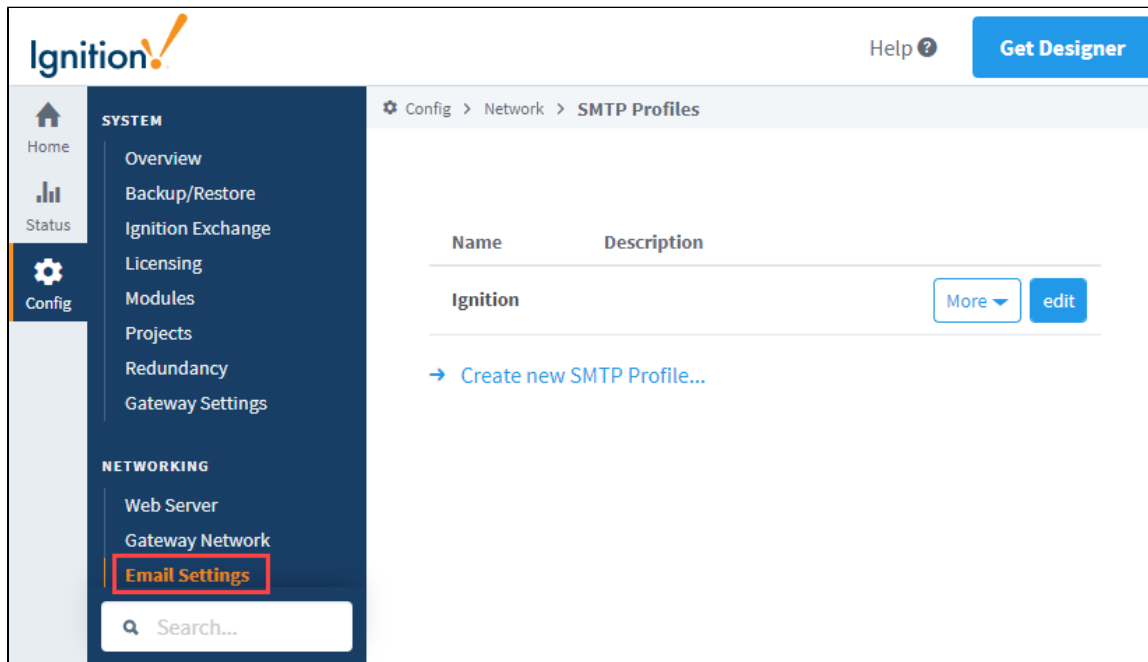 Ignition!
Help ?
Get Designer
Home
Status
Config
SYSTEM
Overview
Backup/Restore
Ignition Exchange
Licensing
Modules
Projects
Redundancy
Gateway Settings
NETWORKING
Web Server
Gateway Network
Email Settings
Search...
Config > Network > SMTP Profiles
Name Description
Ignition More edit
→ Create new SMTP Profile...